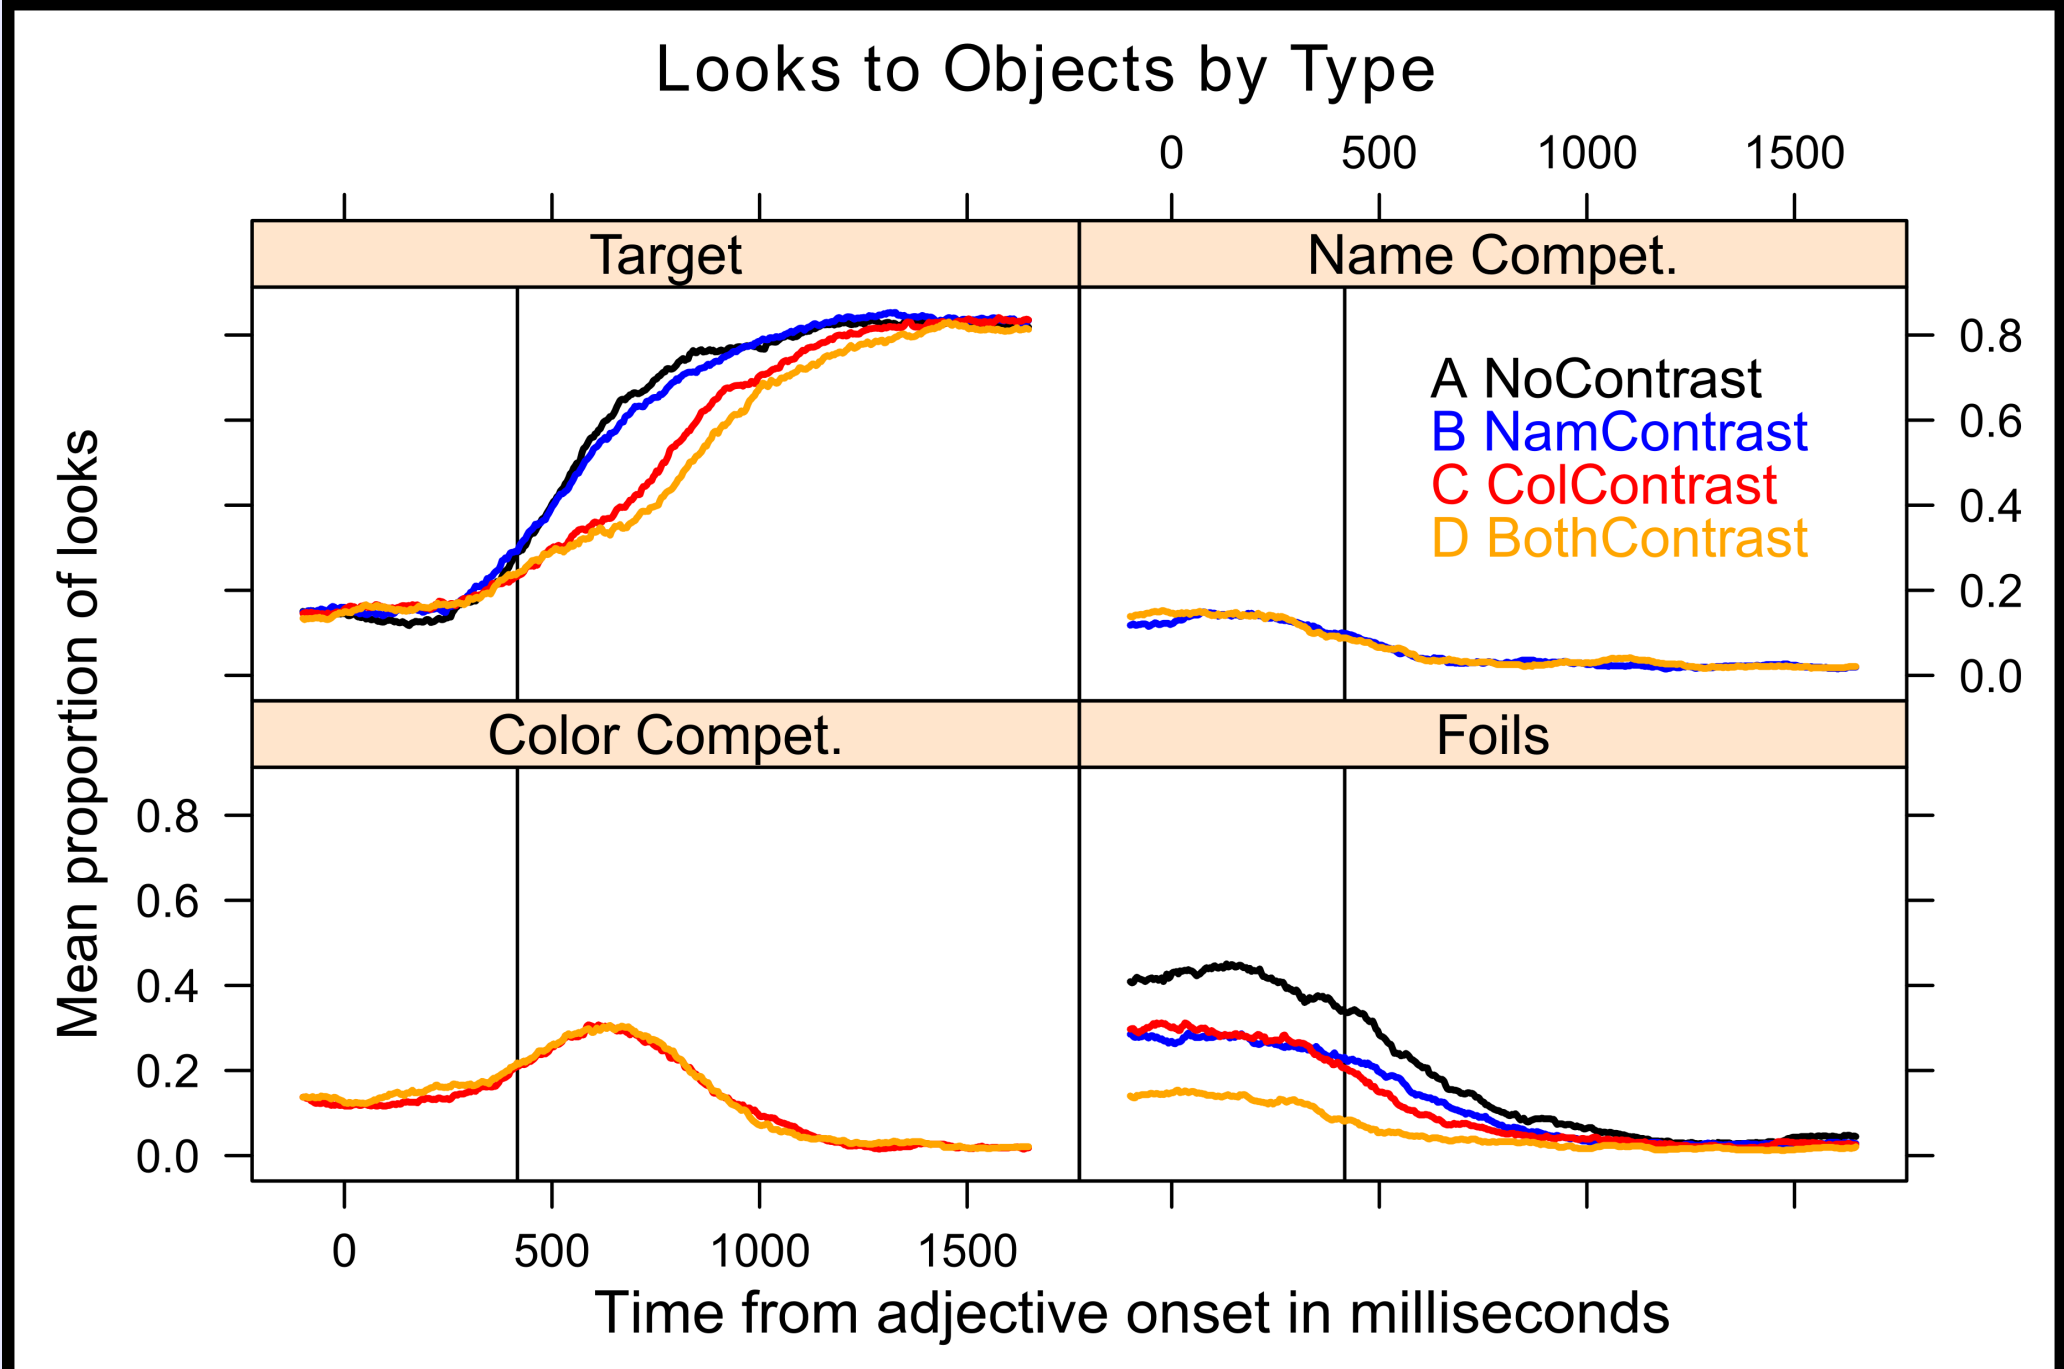 Looks to Objects by Type
0 500 1000 1500
Target
Name Compet.
A NoContrast
B NamContrast
C ColContrast
D BothContrast
0.8
0.6
0.4
0.2
0.0
Mean proportion of looks
Color Compet.
Foils
0.8
0.6
0.4
0.2
0.0
0 500 1000 1500
Time from adjective onset in milliseconds